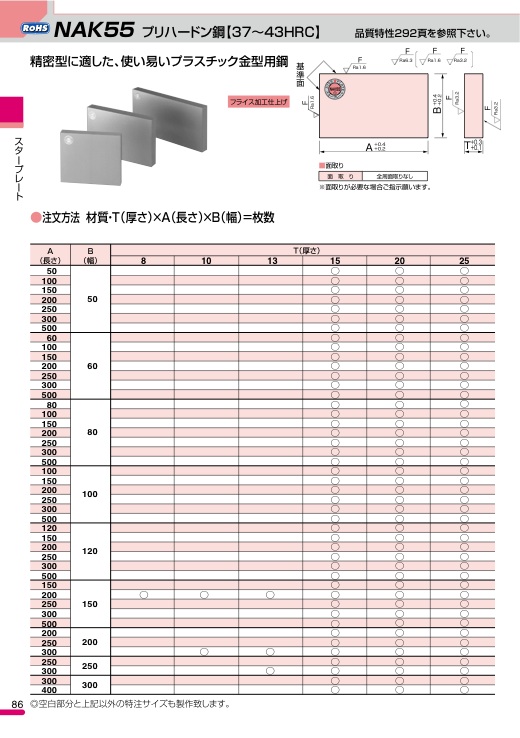 RoHS NAK55 プリハードン鋼【37～43HRC】 品質特性292頁を参照下さい。
精密型に適した、使い易いプラスチック金型用鋼
フライス加工仕上げ
基準面
F Ra1.6
F Ra6.3 ( F Ra1.6 F Ra3.2 )
F Ra1.6
B +0.4 +0.2
F Ra3.2
F Ra3.2
A +0.4 +0.2
■面取り
面 取 り 全周面取りなし
※面取りが必要な場合ご指示願います。
スタープレート
●注文方法 材質・T(厚さ)×A(長さ)×B(幅)＝枚数
A (長さ) B (幅) T(厚さ)
8 10 13 15 20 25
50 ○ ○ ○
100 ○ ○ ○
150 ○ ○ ○
200 50 ○ ○ ○
250 ○ ○ ○
300 ○ ○ ○
500 ○ ○ ○
60 ○ ○ ○
100 ○ ○ ○
150 ○ ○ ○
200 60 ○ ○ ○
250 ○ ○ ○
300 ○ ○ ○
500 ○ ○ ○
80 ○ ○ ○
100 ○ ○ ○
150 ○ ○ ○
200 80 ○ ○ ○
250 ○ ○ ○
300 ○ ○ ○
500 ○ ○ ○
100 ○ ○ ○
150 ○ ○ ○
200 100 ○ ○ ○
250 ○ ○ ○
300 ○ ○ ○
500 ○ ○ ○
120 ○ ○ ○
150 ○ ○ ○
200 120 ○ ○ ○
250 ○ ○ ○
300 ○ ○ ○
500 ○ ○ ○
150 ○ ○ ○
200 ○ ○ ○ ○ ○ ○
250 150 ○ ○ ○
300 ○ ○ ○
500 ○ ○ ○
200 ○ ○ ○
250 200 ○ ○ ○
300 ○ ○ ○ ○ ○
250 250 ○ ○ ○
300 ○ ○ ○ ○
300 300 ○ ○ ○
400 ○ ○ ○
86 ◎空白部分と上記以外の特注サイズも製作致します。